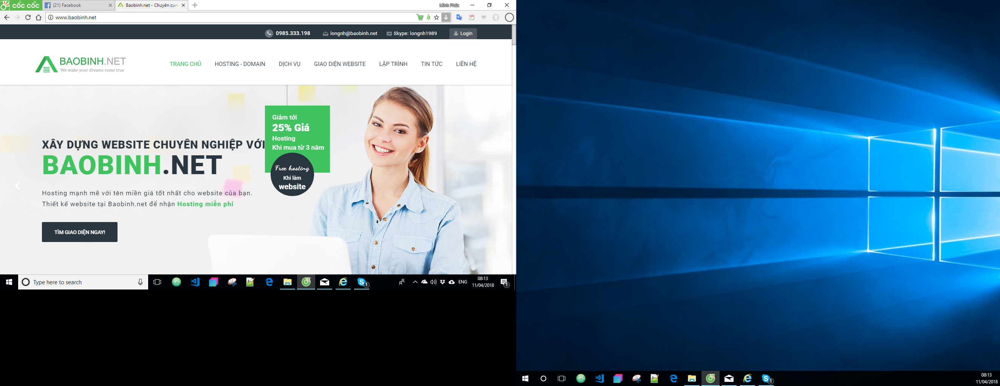 cốc cốc
(21) Facebook
Baobinh.net - Chuyên cun
Minh Phúc
www.baobinh.net
0985.333.198
longnh@baobinh.net
Skype: longnh1989
Login
BAOBINH.NET
We make your dreams come true
TRANG CHỦ
HOSTING - DOMAIN
DỊCH VỤ
GIAO DIỆN WEBSITE
LẬP TRÌNH
TIN TỨC
LIÊN HỆ
Giảm tới
25% Giá
Hosting
Khi mua từ 3 năm
Free hosting
Khi làm
website
XÂY DỰNG WEBSITE CHUYÊN NGHIỆP VỚI
BAOBINH.NET
Hosting mạnh mẽ với tên miền giá tốt nhất cho website của bạn.
Thiết kế website tại Baobinh.net để nhận Hosting miễn phí
TÌM GIAO DIỆN NGAY!
Type here to search
1
ENG
08:13
11/04/2018
1
1
08:13
11/04/2018